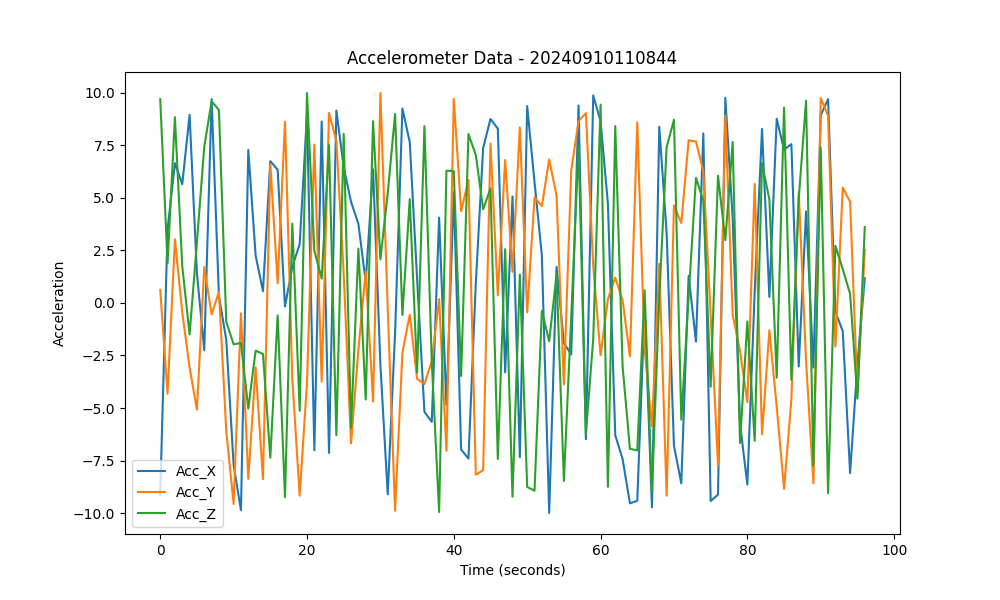 Accelerometer Data - 20240910110844
Acceleration
10.0
7.5
5.0
2.5
0.0
−2.5
−5.0
−7.5
−10.0
Acc_X
Acc_Y
Acc_Z
0 20 40 60 80 100
Time (seconds)